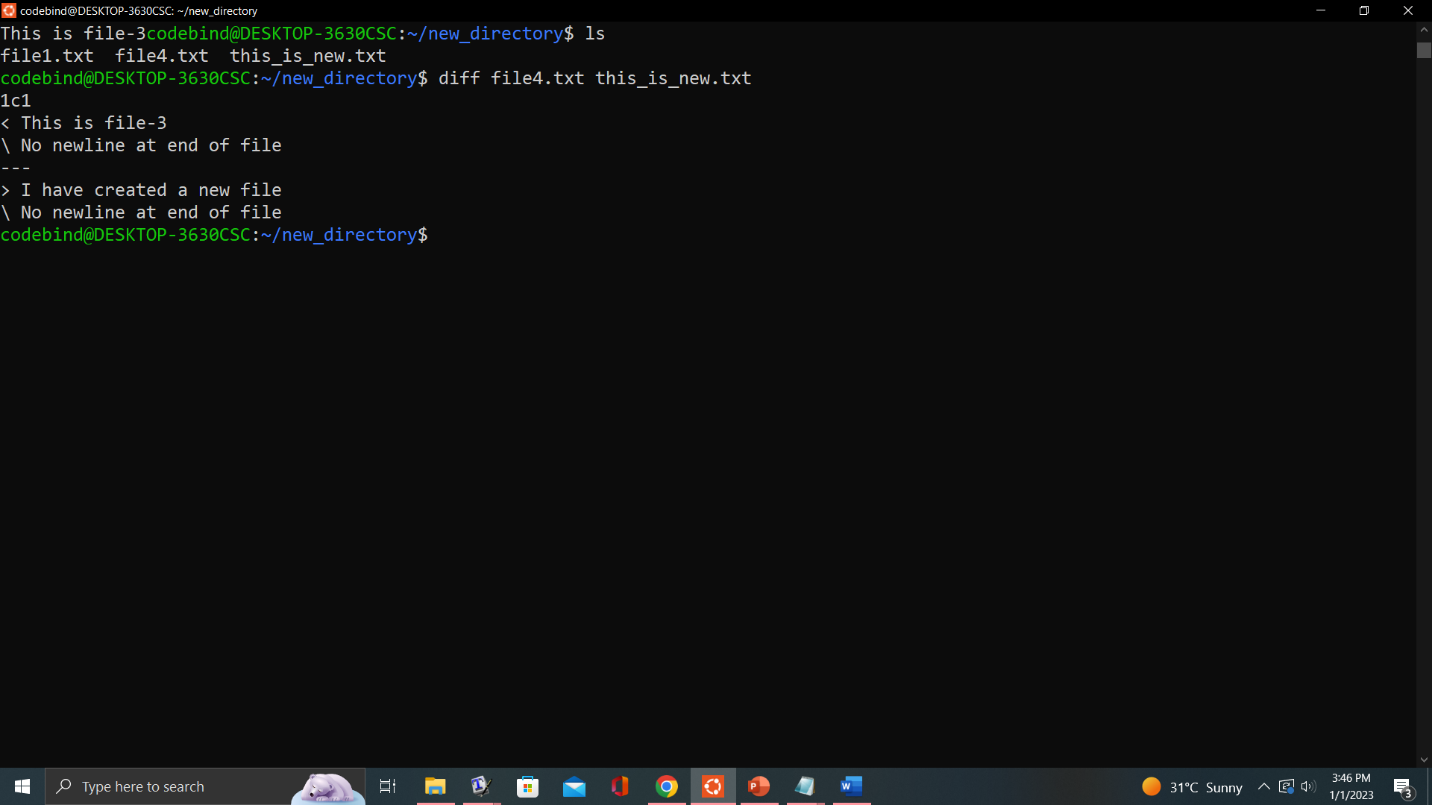 codebind@DESKTOP-3630CSC: ~/new_directory
This is file-3codebind@DESKTOP-3630CSC:~/new_directory$ ls
file1.txt  file4.txt  this_is_new.txt
codebind@DESKTOP-3630CSC:~/new_directory$ diff file4.txt this_is_new.txt
1c1
< This is file-3
\ No newline at end of file
---
> I have created a new file
\ No newline at end of file
codebind@DESKTOP-3630CSC:~/new_directory$
Type here to search
31°C Sunny
3:46 PM
1/1/2023
3